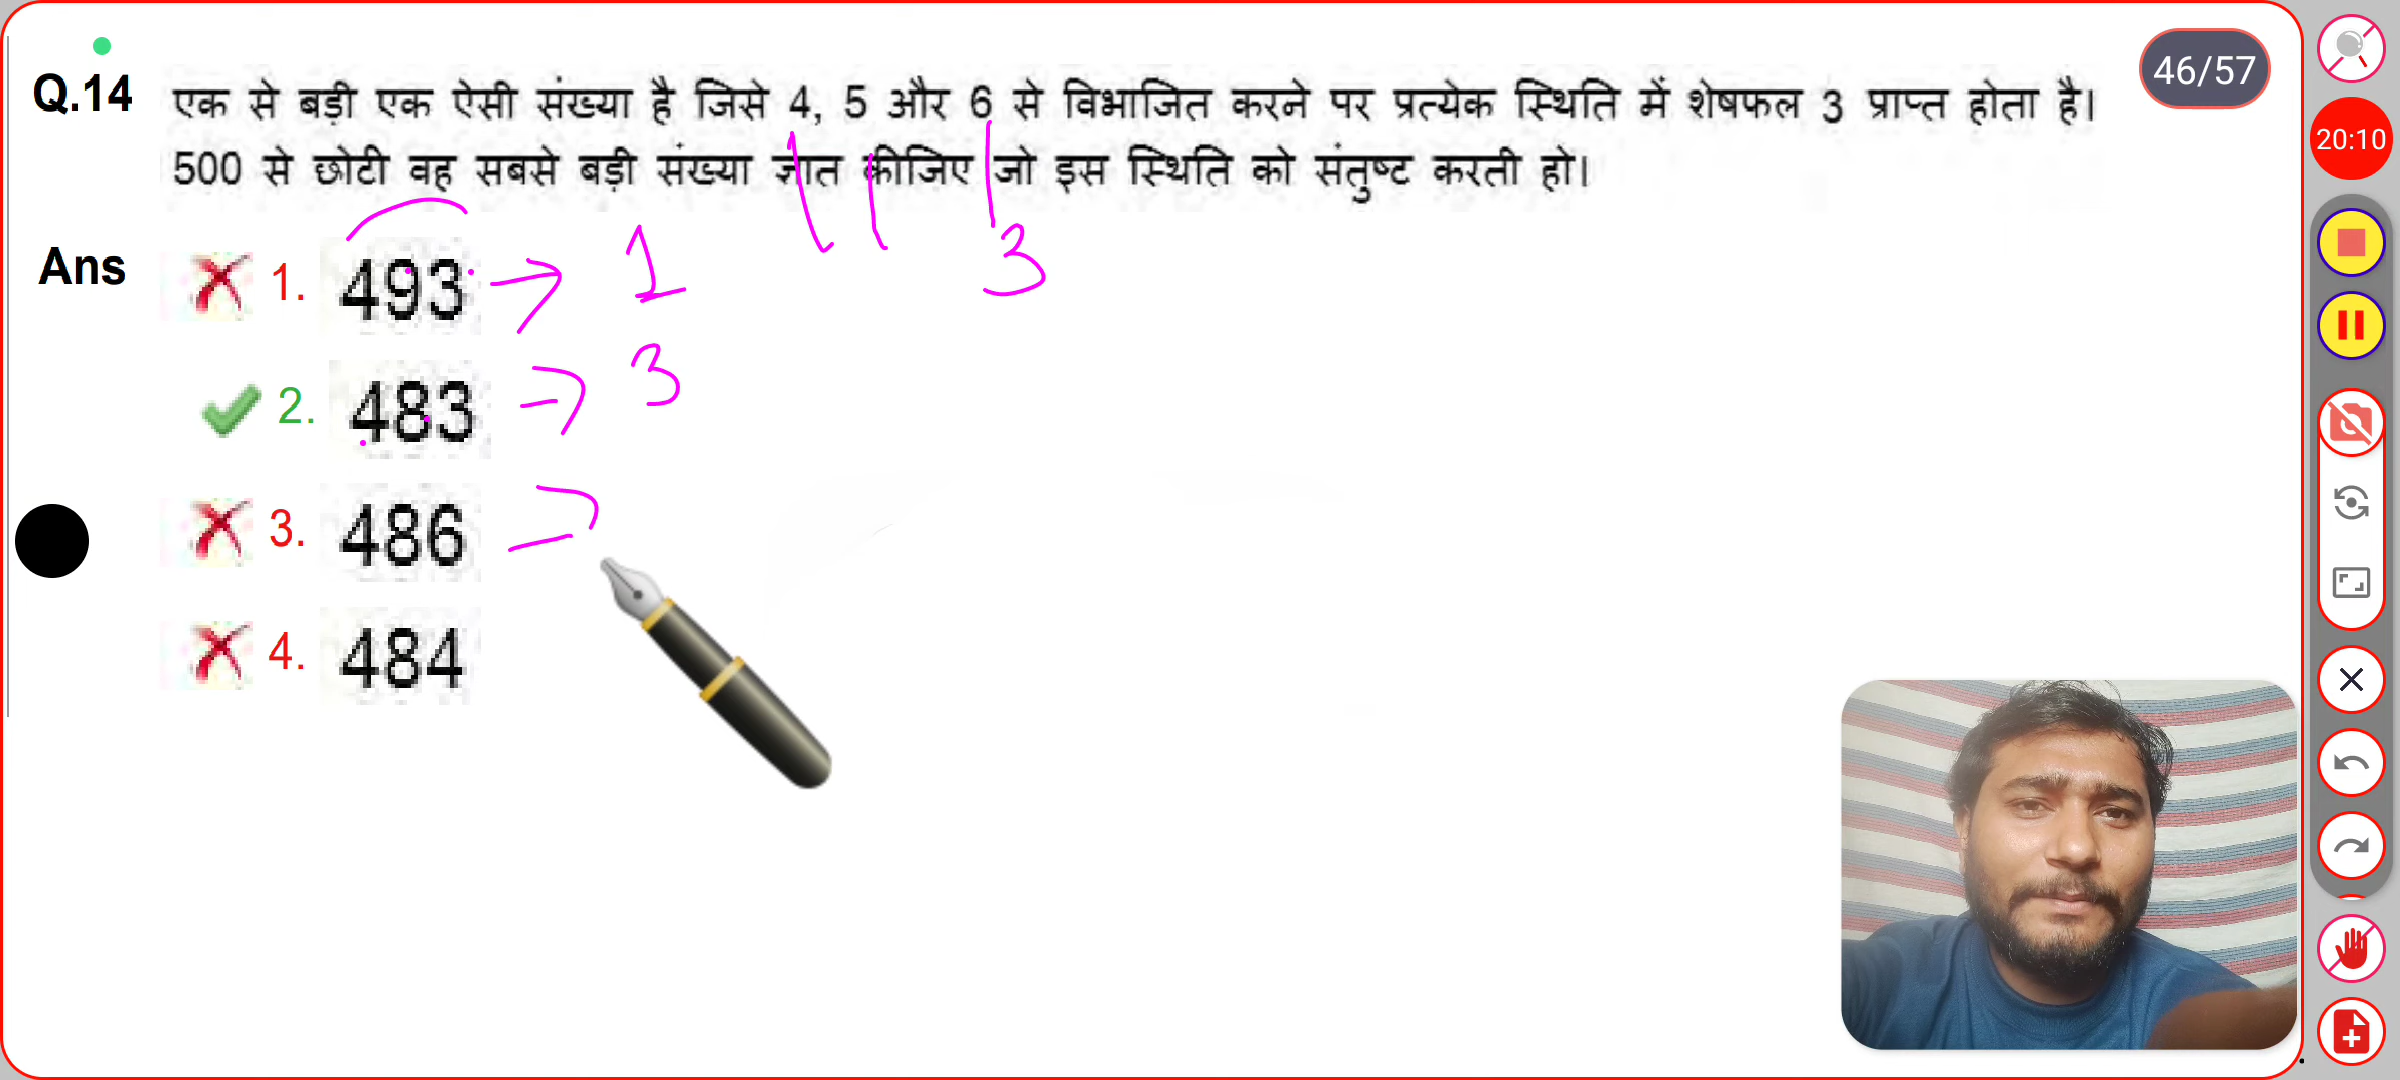 Q.14 एक से बड़ी एक ऐसी संख्या है जिसे 4, 5 और 6 से विभाजित करने पर प्रत्येक स्थिति में शेषफल 3 प्राप्त होता है।
500 से छोटी वह सबसे बड़ी संख्या ज्ञात कीजिए जो इस स्थिति को संतुष्ट करती हो।
46/57
20:10
3
Ans 1. 493 → 1
2. 483 → 3
3. 486
4. 484